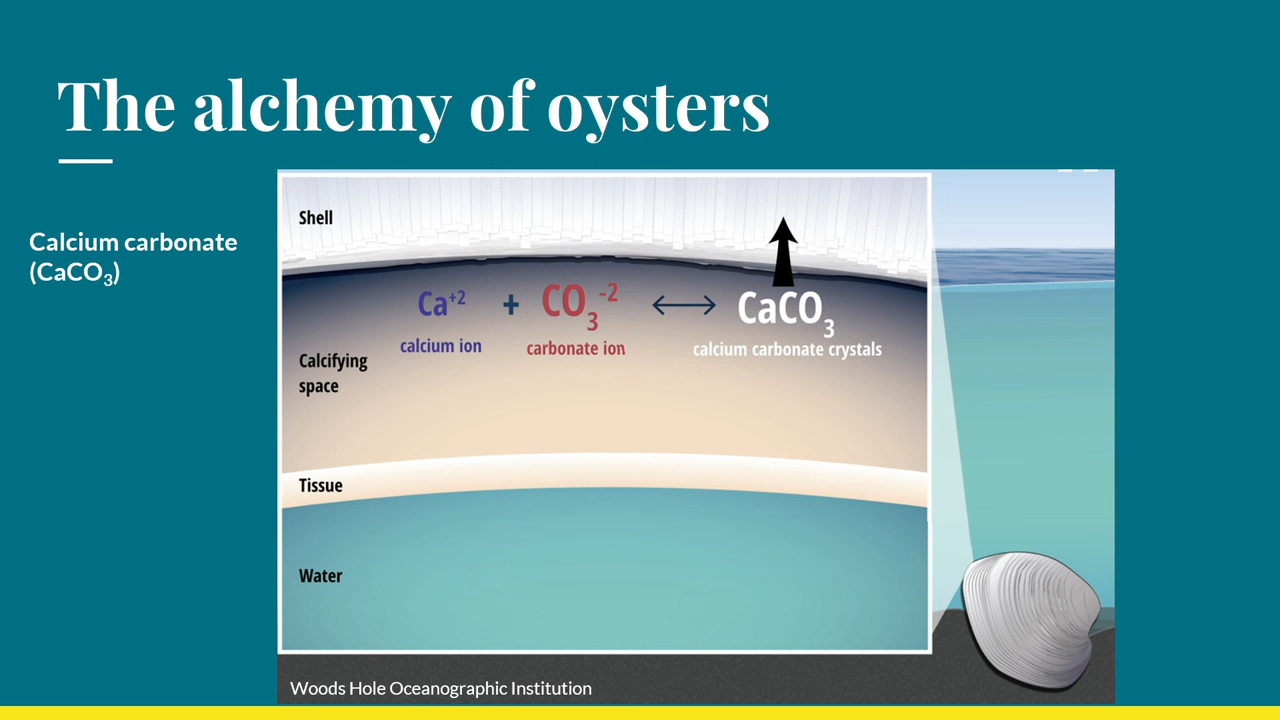 The alchemy of oysters
Calcium carbonate
(CaCO₃)
Shell
Ca⁺² + CO₃⁻² ⟷ CaCO₃
calcium ion carbonate ion calcium carbonate crystals
Calcifying
space
Tissue
Water
Woods Hole Oceanographic Institution